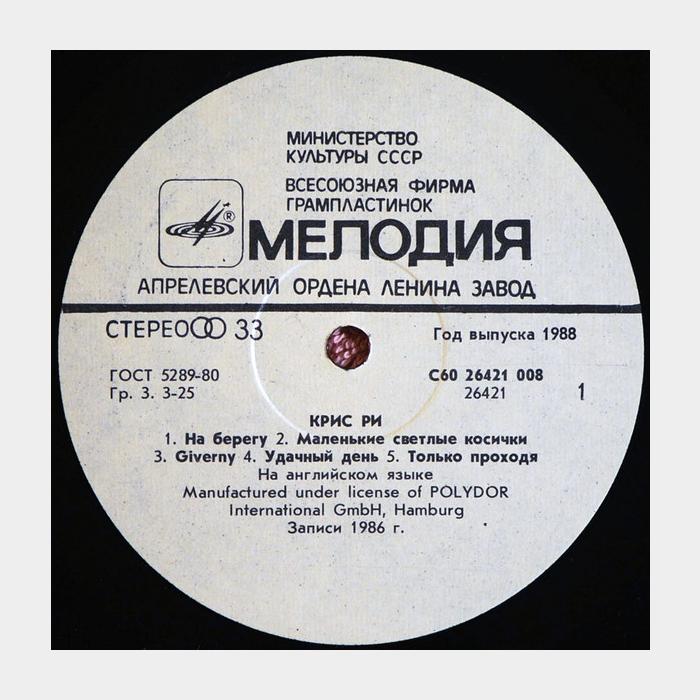 МИНИСТЕРСТВО
КУЛЬТУРЫ СССР
ВСЕСОЮЗНАЯ ФИРМА
ГРАМПЛАСТИНОК
®
МЕЛОДИЯ
АПРЕЛЕВСКИЙ ОРДЕНА ЛЕНИНА ЗАВОД
СТЕРЕО 33
Год выпуска 1988
ГОСТ 5289-80
Гр. 3. 3-25
С60 26421 008
26421
1
КРИС РИ
1. На берегу 2. Маленькие светлые косички
3. Giverny 4. Удачный день 5. Только проходя
На английском языке
Manufactured under license of POLYDOR
International GmbH, Hamburg
Записи 1986 г.